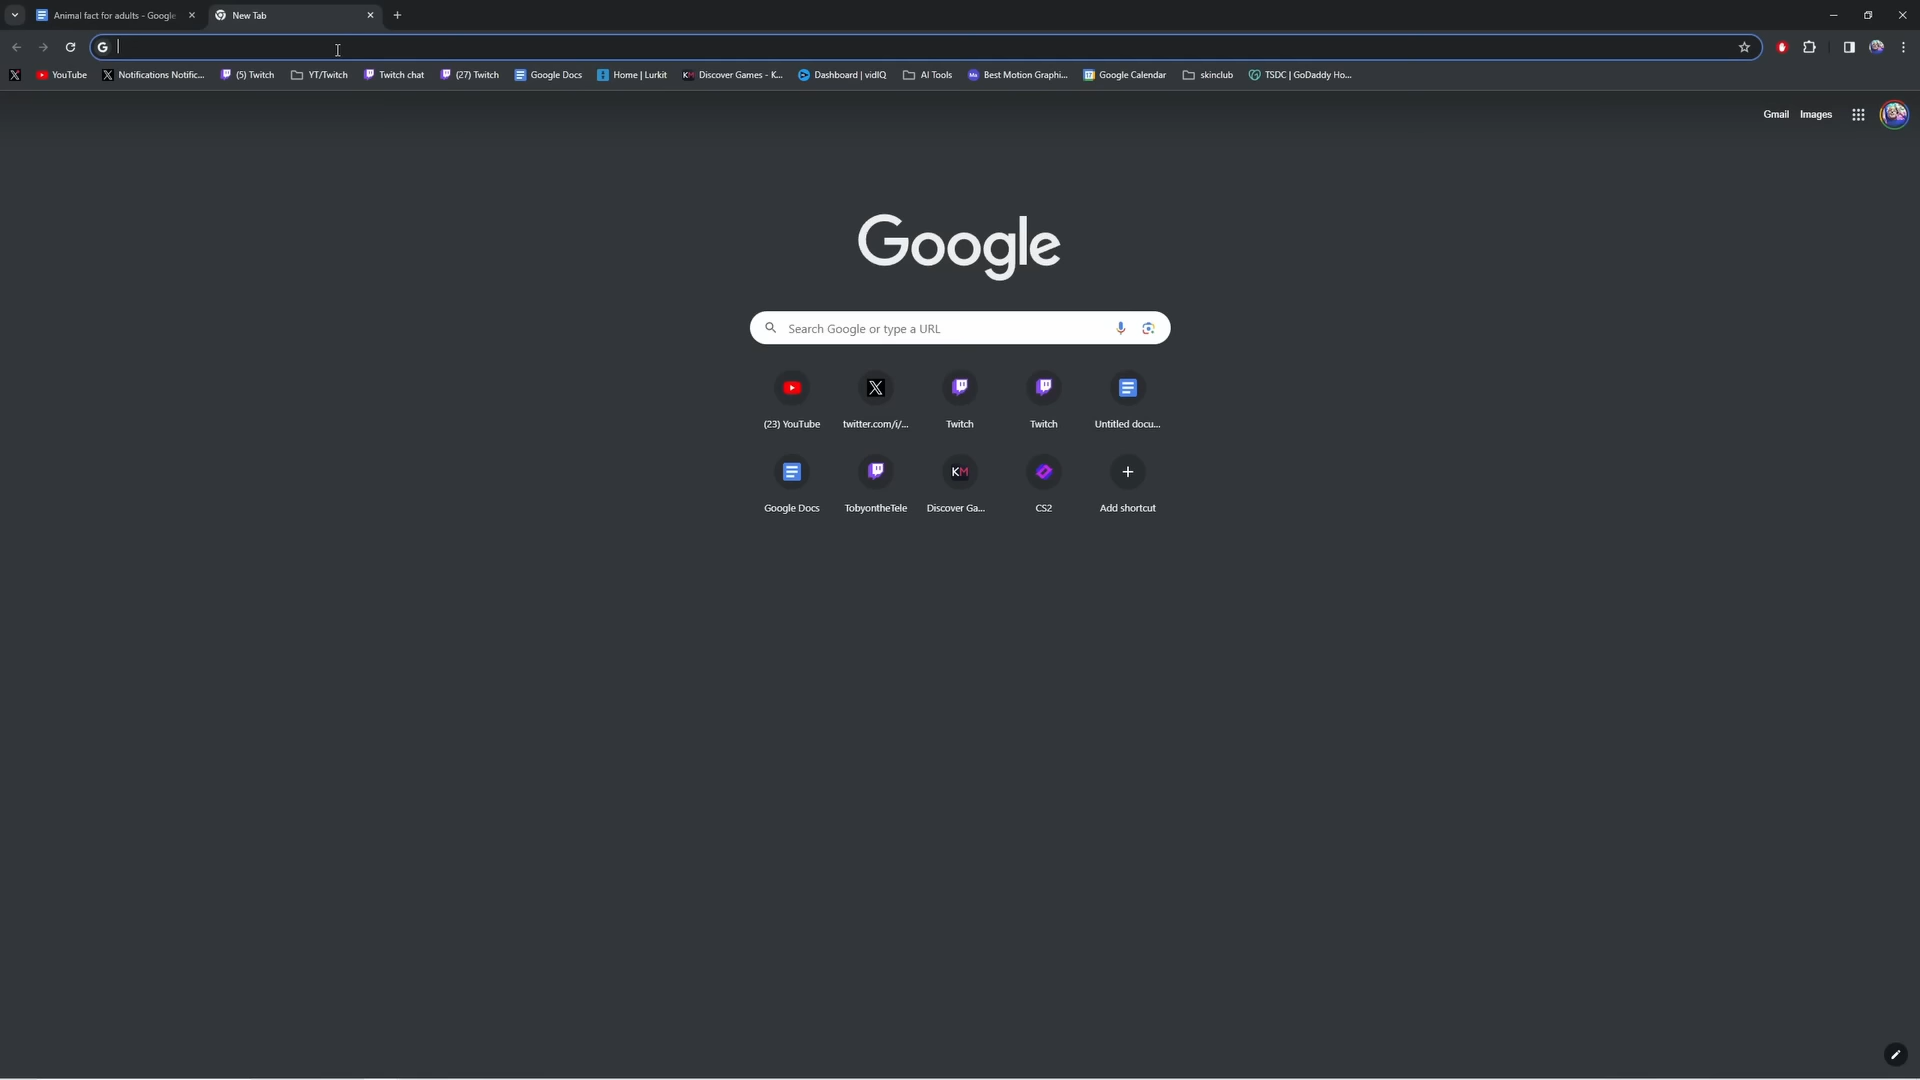 Animal fact for adults - Google
New Tab
YouTube
Notifications Notific...
(5) Twitch
YT/Twitch
Twitch chat
(27) Twitch
Google Docs
Home | Lurkit
KM Discover Games - K...
Dashboard | vidIQ
AI Tools
Best Motion Graphi...
Google Calendar
skinclub
TSDC | GoDaddy Ho...
Gmail
Images
Google
Search Google or type a URL
(23) YouTube
twitter.com/i/...
Twitch
Twitch
Untitled docu...
KM
Google Docs
TobyontheTele
Discover Ga...
CS2
Add shortcut